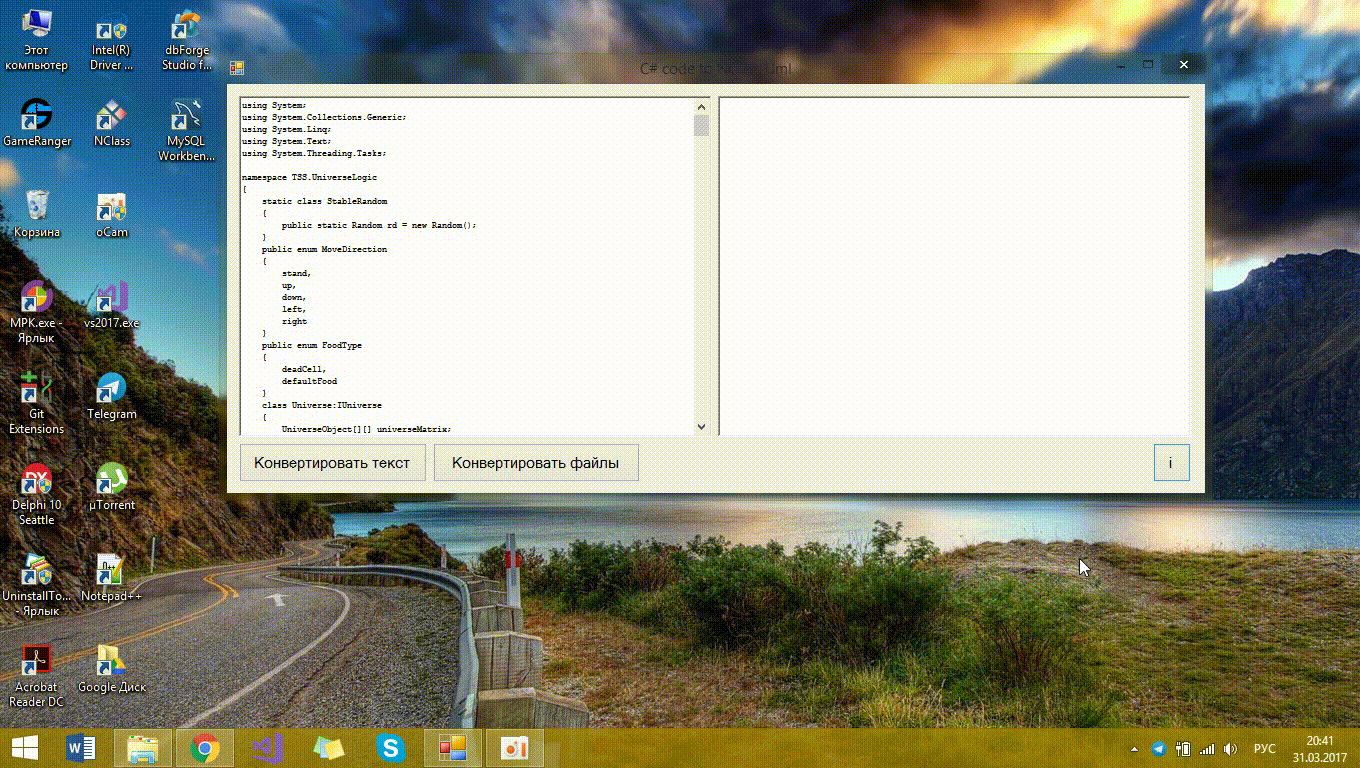 Этот
компьютер
Intel(R)
Driver ...
dbForge
Studio f...
GameRanger
NClass
MySQL
Workben...
Корзина
oCam
MPK.exe -
Ярлык
vs2017.exe
Git
Extensions
Telegram
Delphi 10
Seattle
µTorrent
UninstallTo...
- Ярлык
Notepad++
Acrobat
Reader DC
Google Диск
C# code
using System;
using System.Collections.Generic;
using System.Linq;
using System.Text;
using System.Threading.Tasks;
namespace TSS.UniverseLogic
{
static class StableRandom
{
public static Random rd = new Random();
}
public enum MoveDirection
{
stand,
up,
down,
left,
right
}
public enum FoodType
{
deadCell,
defaultFood
}
class Universe:IUniverse
{
UniverseObject[][] universeMatrix;
Конвертировать текст
Конвертировать файлы
i
РУС
20:41
31.03.2017